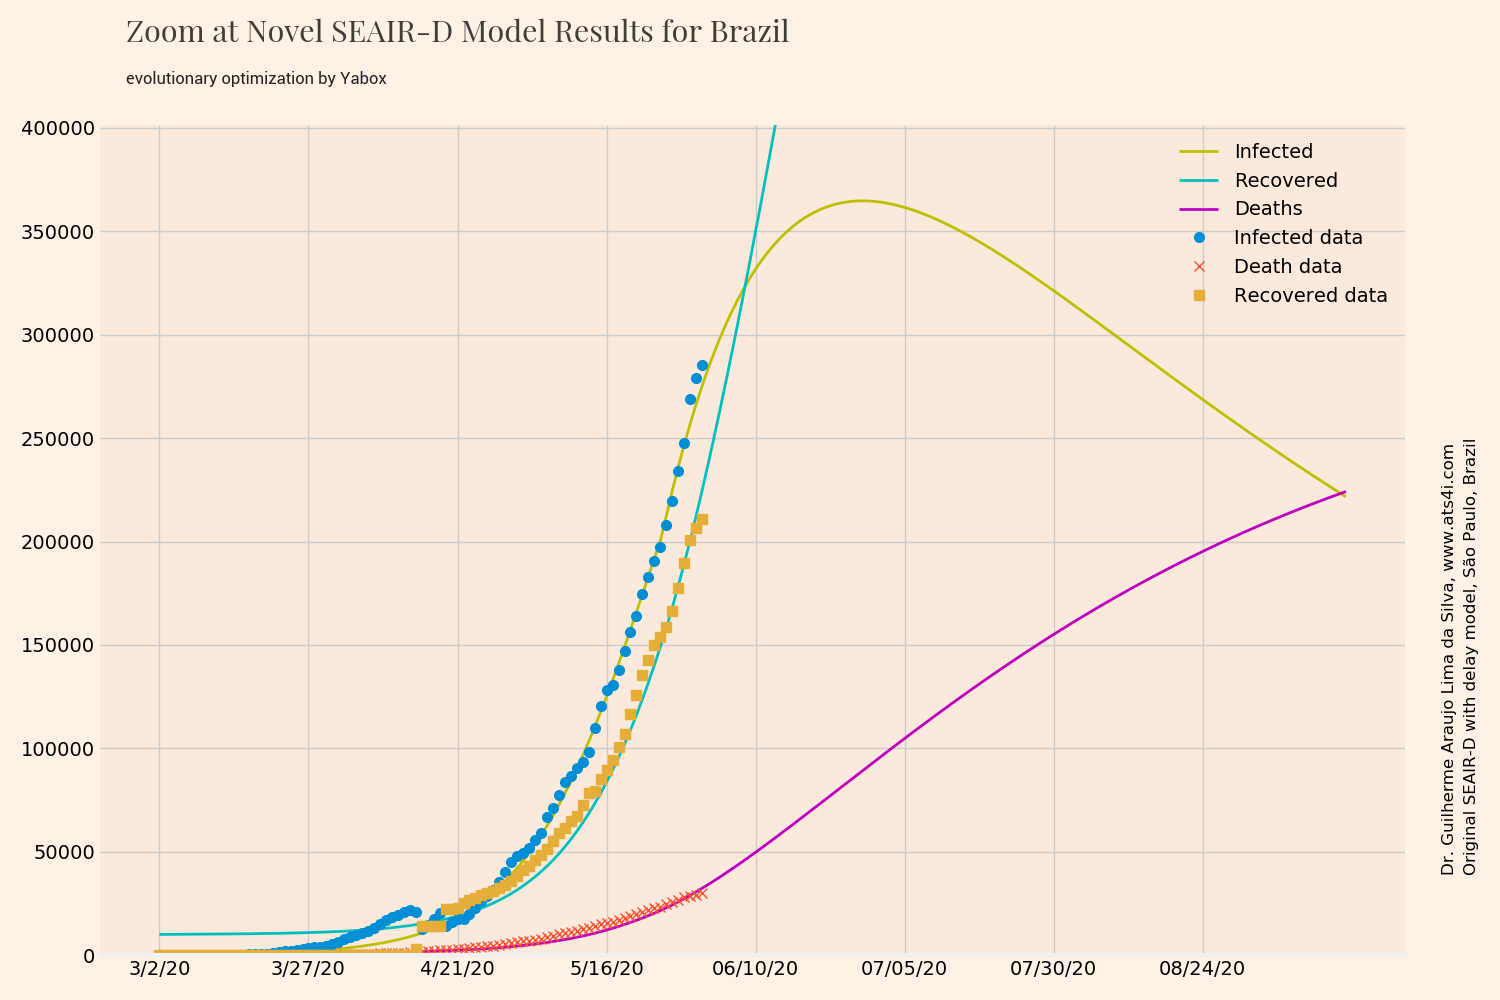 Zoom at Novel SEAIR-D Model Results for Brazil
evolutionary optimization by Yabox
400000
350000
300000
250000
200000
150000
100000
50000
0
3/2/20
3/27/20
4/21/20
5/16/20
06/10/20
07/05/20
07/30/20
08/24/20
Infected
Recovered
Deaths
Infected data
Death data
Recovered data
Dr. Guilherme Araujo Lima da Silva, www.ats4i.com
Original SEAIR-D with delay model, São Paulo, Brazil